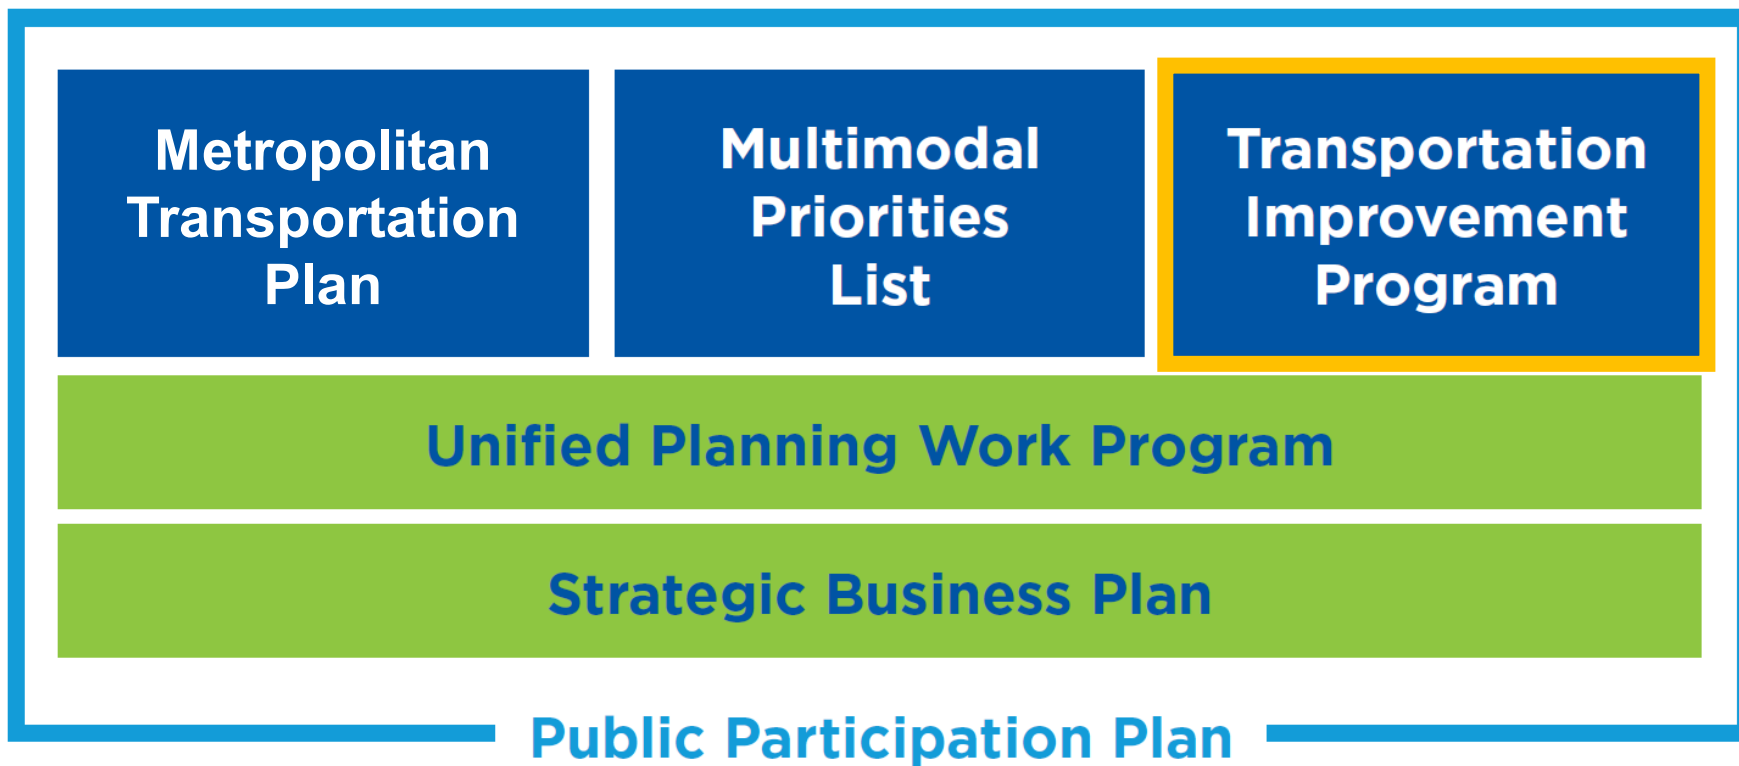 Metropolitan
Transportation
Plan
Multimodal
Priorities
List
Transportation
Improvement
Program
Unified Planning Work Program
Strategic Business Plan
Public Participation Plan